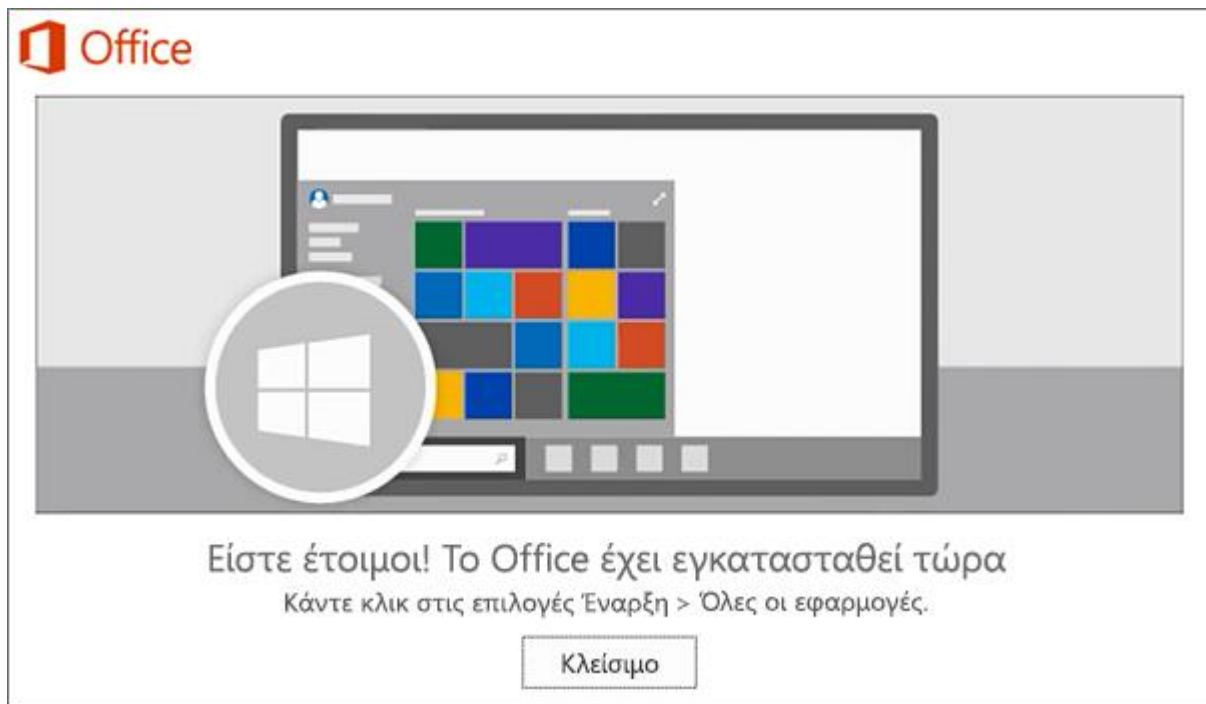 Office
Είστε έτοιμοι! Το Office έχει εγκατασταθεί τώρα
Κάντε κλικ στις επιλογές Έναρξη > Όλες οι εφαρμογές.
Κλείσιμο